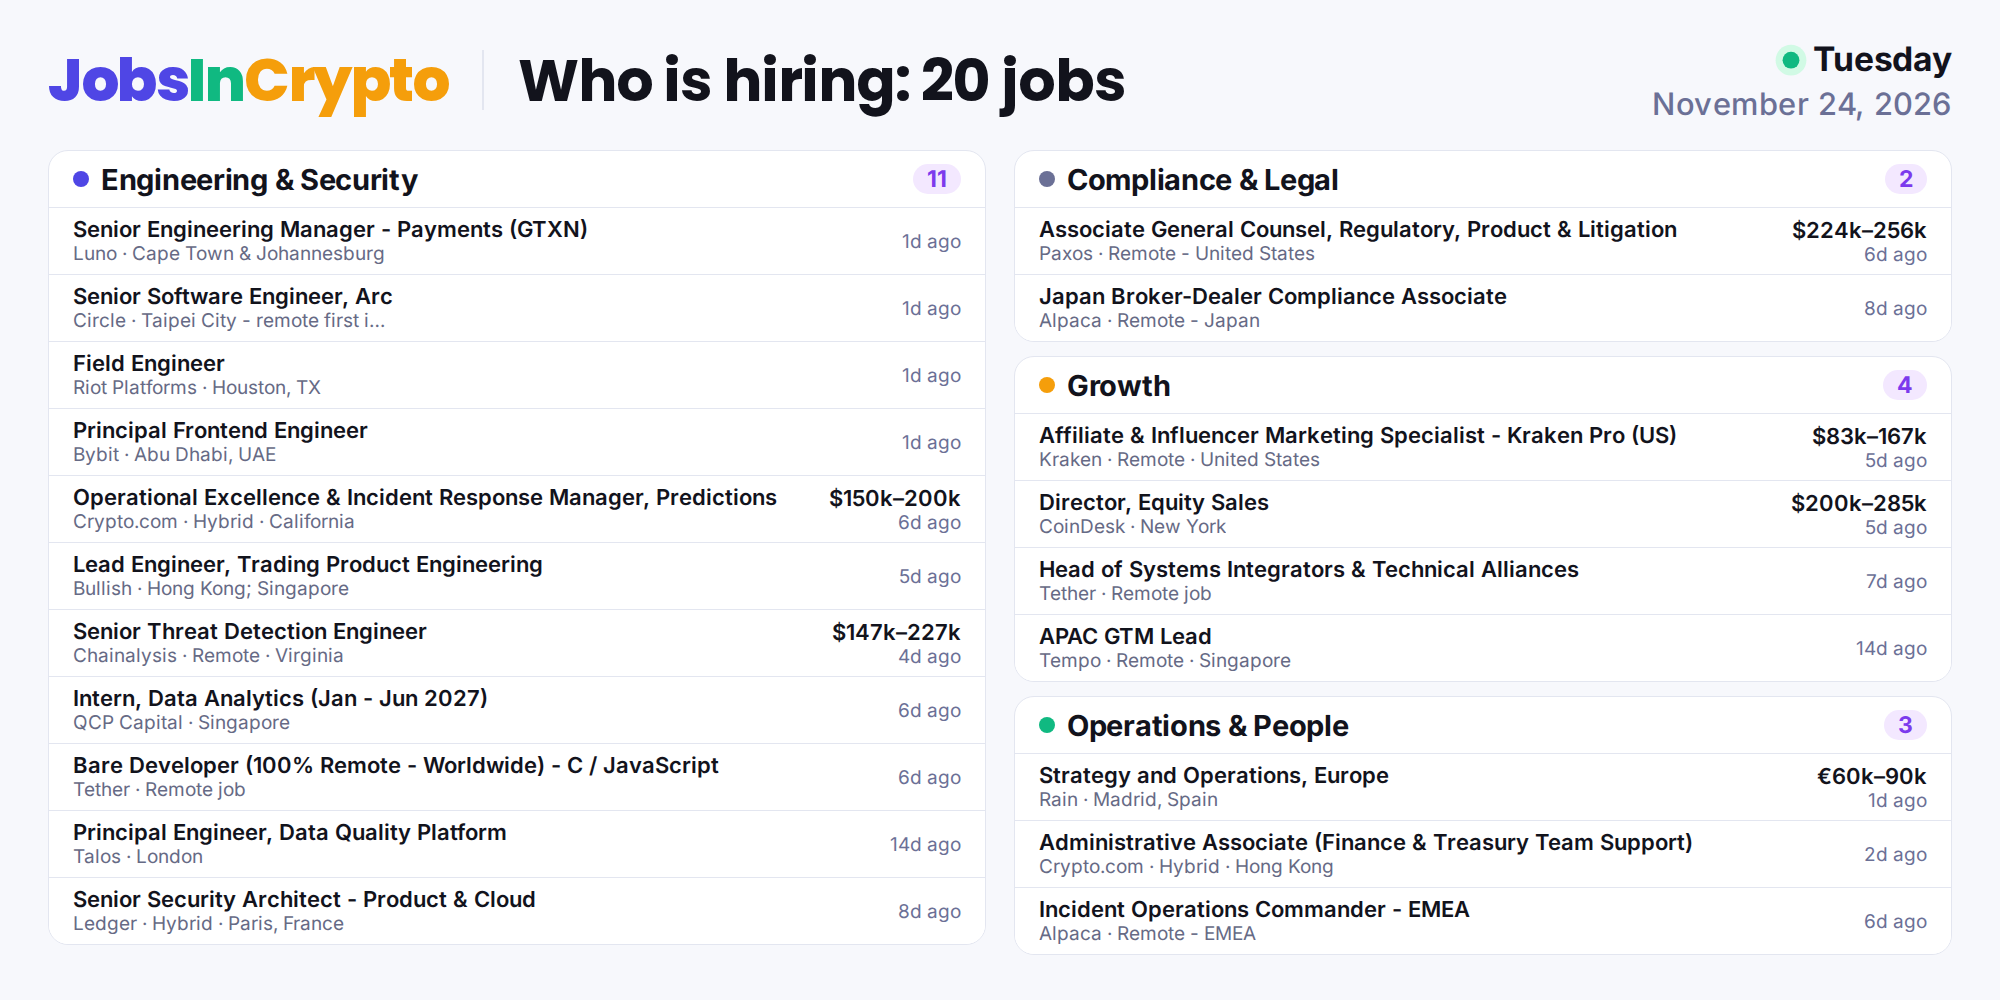 JobsInCrypto
Who is hiring: 20 jobs
Tuesday
November 24, 2026
Engineering & Security
11
Senior Engineering Manager - Payments (GTXN)
Luno · Cape Town & Johannesburg
1d ago
Senior Software Engineer, Arc
Circle · Taipei City - remote first i...
1d ago
Field Engineer
Riot Platforms · Houston, TX
1d ago
Principal Frontend Engineer
Bybit · Abu Dhabi, UAE
1d ago
Operational Excellence & Incident Response Manager, Predictions
$150k–200k
Crypto.com · Hybrid · California
6d ago
Lead Engineer, Trading Product Engineering
Bullish · Hong Kong; Singapore
5d ago
Senior Threat Detection Engineer
$147k–227k
Chainalysis · Remote · Virginia
4d ago
Intern, Data Analytics (Jan - Jun 2027)
QCP Capital · Singapore
6d ago
Bare Developer (100% Remote - Worldwide) - C / JavaScript
Tether · Remote job
6d ago
Principal Engineer, Data Quality Platform
Talos · London
14d ago
Senior Security Architect - Product & Cloud
Ledger · Hybrid · Paris, France
8d ago
Compliance & Legal
2
Associate General Counsel, Regulatory, Product & Litigation
$224k–256k
Paxos · Remote - United States
6d ago
Japan Broker-Dealer Compliance Associate
Alpaca · Remote - Japan
8d ago
Growth
4
Affiliate & Influencer Marketing Specialist - Kraken Pro (US)
$83k–167k
Kraken · Remote · United States
5d ago
Director, Equity Sales
$200k–285k
CoinDesk · New York
5d ago
Head of Systems Integrators & Technical Alliances
Tether · Remote job
7d ago
APAC GTM Lead
Tempo · Remote · Singapore
14d ago
Operations & People
3
Strategy and Operations, Europe
€60k–90k
Rain · Madrid, Spain
1d ago
Administrative Associate (Finance & Treasury Team Support)
Crypto.com · Hybrid · Hong Kong
2d ago
Incident Operations Commander - EMEA
Alpaca · Remote - EMEA
6d ago